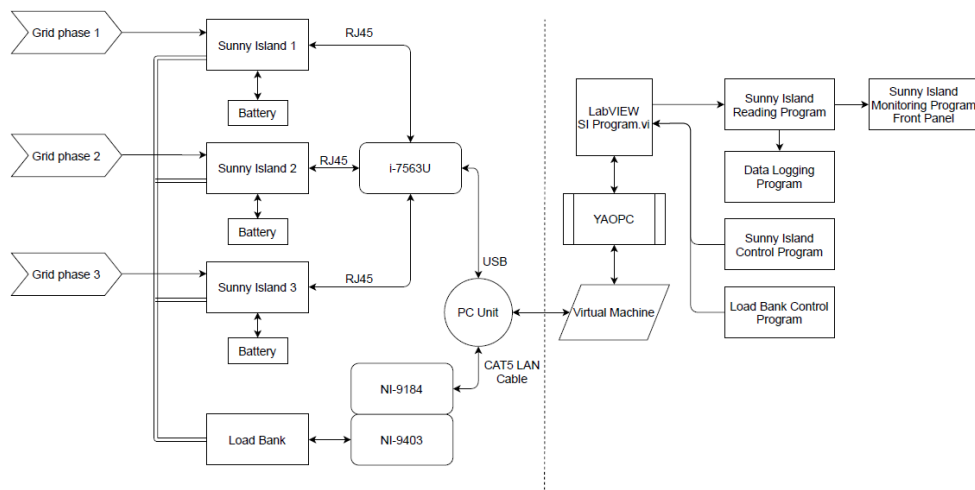 Grid phase 1
Sunny Island 1
RJ45
Battery
Grid phase 2
Sunny Island 2
RJ45
i-7563U
Battery
Grid phase 3
Sunny Island 3
RJ45
Battery
USB
PC Unit
CAT5 LAN
Cable
NI-9184
NI-9403
Load Bank
LabVIEW
SI Program.vi
YAOPC
Virtual Machine
Sunny Island
Reading Program
Sunny Island
Monitoring Program
Front Panel
Data Logging
Program
Sunny Island
Control Program
Load Bank Control
Program